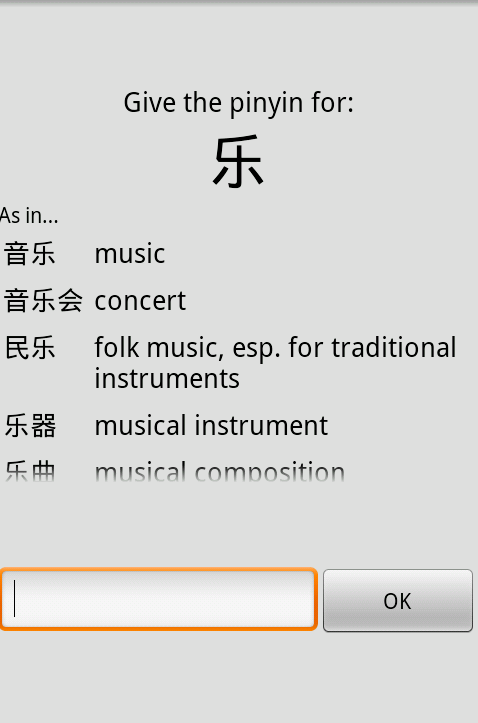 Give the pinyin for:
乐
As in...
音乐 music
音乐会 concert
民乐 folk music, esp. for traditional
instruments
乐器 musical instrument
乐曲 musical composition
OK